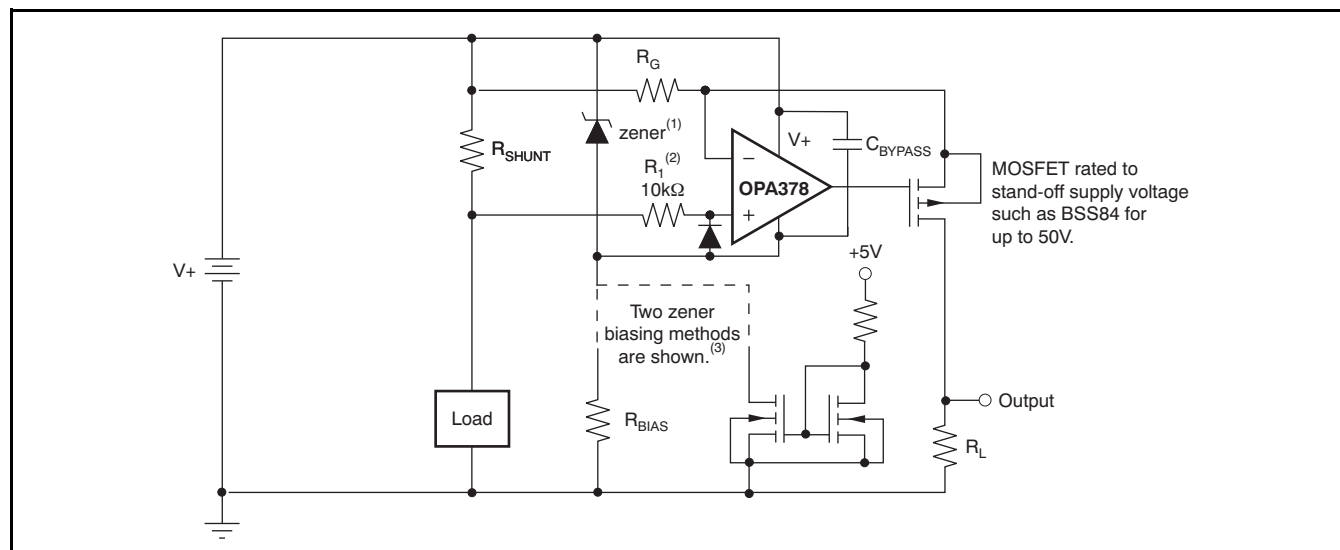 R_G
zener(1)
V+
C_BYPASS
R_SHUNT
R_1(2)
10kΩ
−
OPA378
+
MOSFET rated to
stand-off supply voltage
such as BSS84 for
up to 50V.
V+
+5V
Two zener
biasing methods
are shown.(3)
Load
R_BIAS
Output
R_L